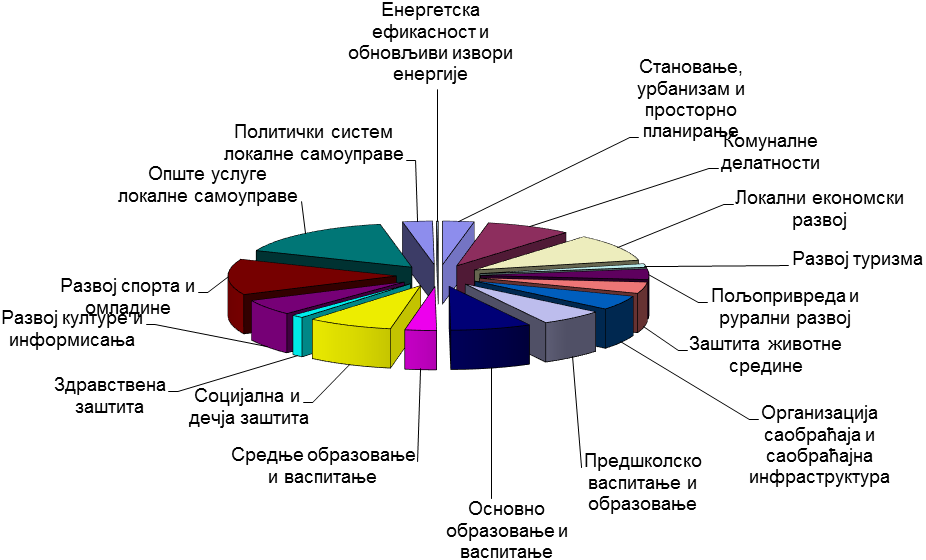 Енергетска
ефикасност и
обновљиви извори
енергије
Становање,
урбанизам и
просторно
планирање
Комуналне
делатности
Локални економски
развој
Развој туризма
Пољопривреда и
рурални развој
Заштита животне
средине
Организација
саобраћаја и
саобраћајна
инфраструктура
Предшколско
васпитање и
образовање
Основно
образовање и
васпитање
Средње образовање
и васпитање
Социјална и
дечја заштита
Здравствена
заштита
Развој културе и
информисања
Развој спорта и
омладине
Опште услуге
локалне самоуправе
Политички систем
локалне самоуправе